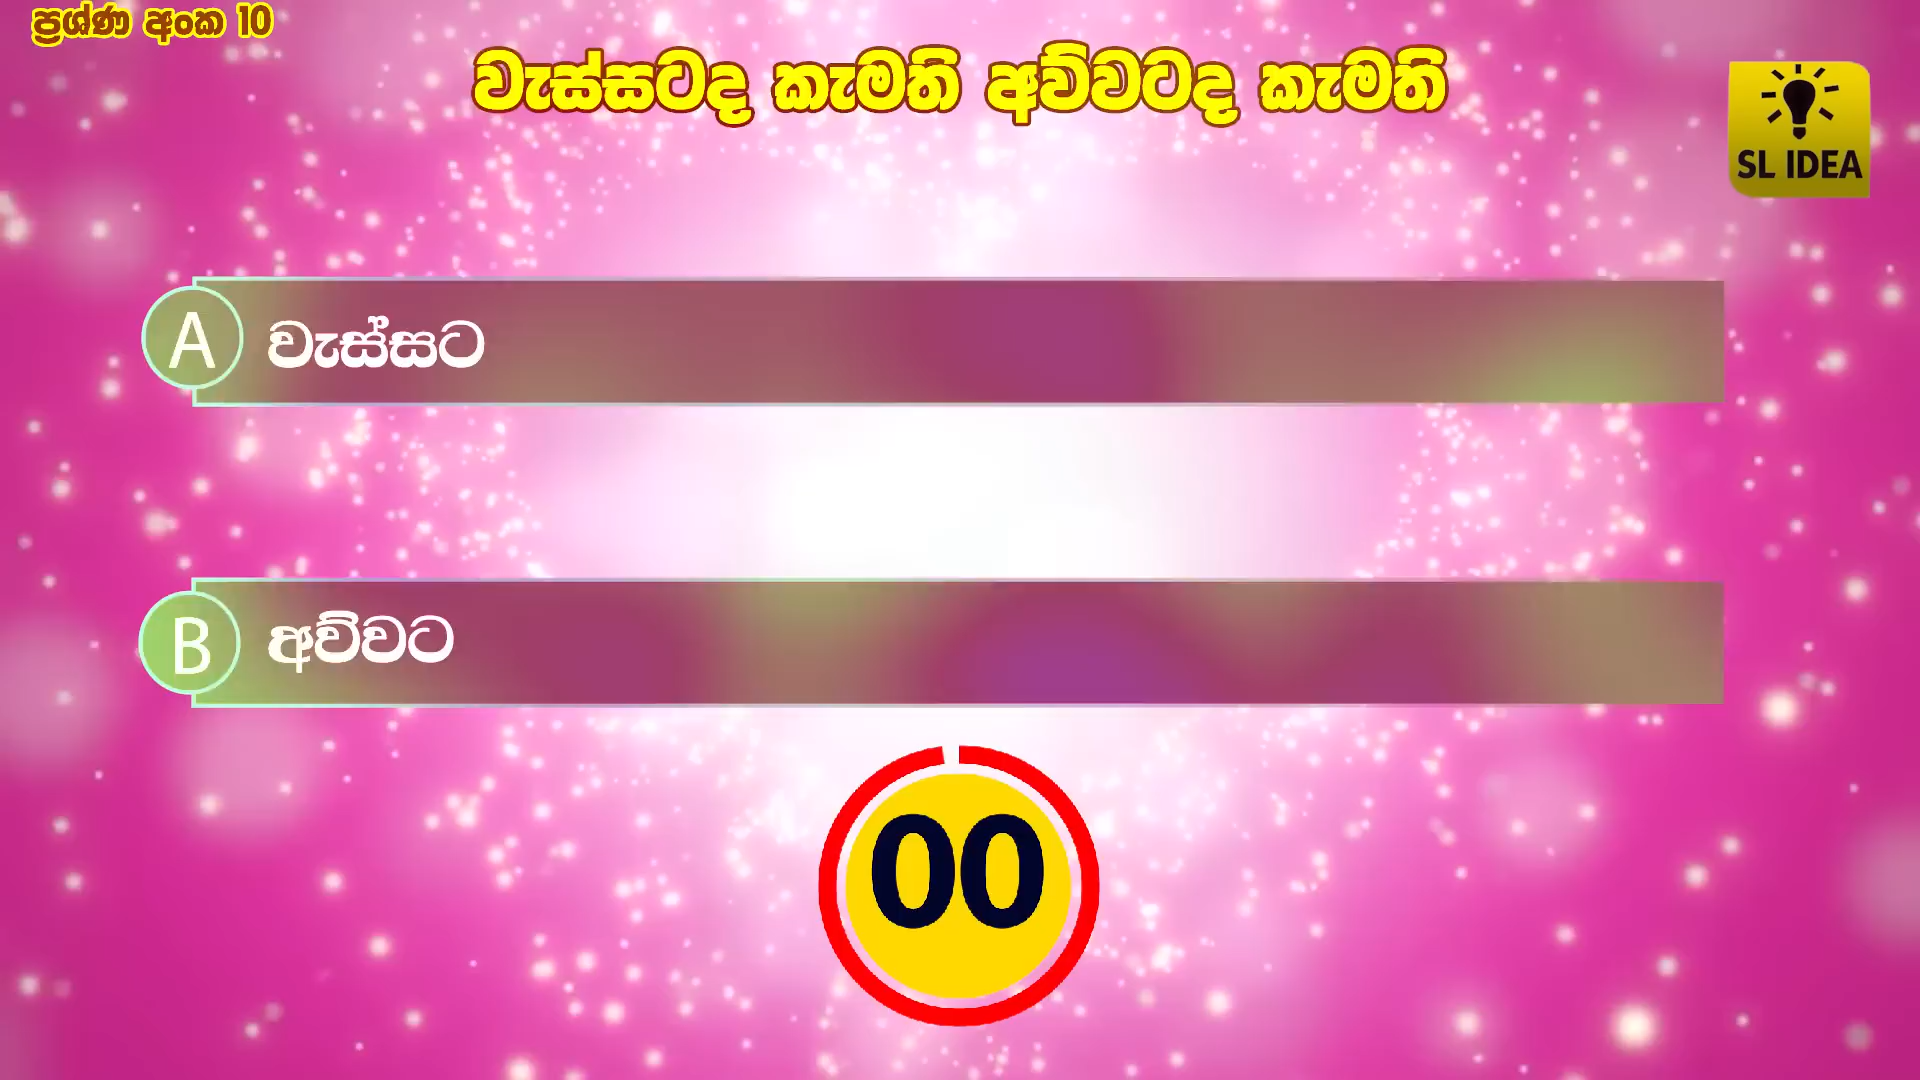 ප්‍රශ්ණ අංක 10
වැස්සටද කැමති අව්වටද කැමති
SL IDEA
A වැස්සට
B අව්වට
00